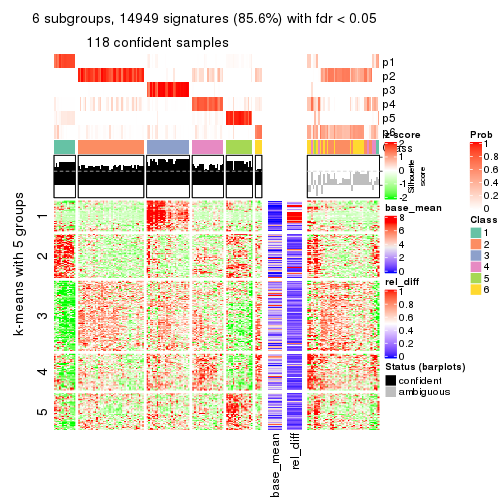 6 subgroups, 14949 signatures (85.6%) with fdr < 0.05
118 confident samples
p1
p2
p3
p4
p5
p6
z-score
2
1
0
-1
-2
Class
Silhouette
score
Prob
1
0.8
0.6
0.4
0.2
0
base_mean
8
6
4
2
0
Class
1
2
3
4
5
6
rel_diff
1
0.8
0.6
0.4
0.2
0
Status (barplots)
confident
ambiguous
k-means with 5 groups
1
2
3
4
5
base_mean
rel_diff